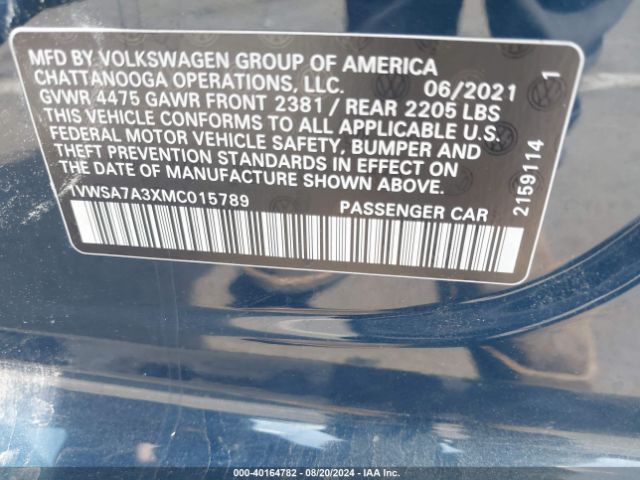 MFD BY VOLKSWAGEN GROUP OF AMERICA
CHATTANOOGA OPERATIONS, LLC. 06/2021
GVWR 4475 GAWR FRONT 2381 / REAR 2205 LBS
THIS VEHICLE CONFORMS TO ALL APPLICABLE U.S.
FEDERAL MOTOR VEHICLE SAFETY, BUMPER AND
THEFT PREVENTION STANDARDS IN EFFECT ON
THE DATE OF MANUFACTURE SHOWN ABOVE.
1VWSA7A3XMC015789 PASSENGER CAR
2159114 1
000-40164782 - 08/20/2024 - IAA Inc.